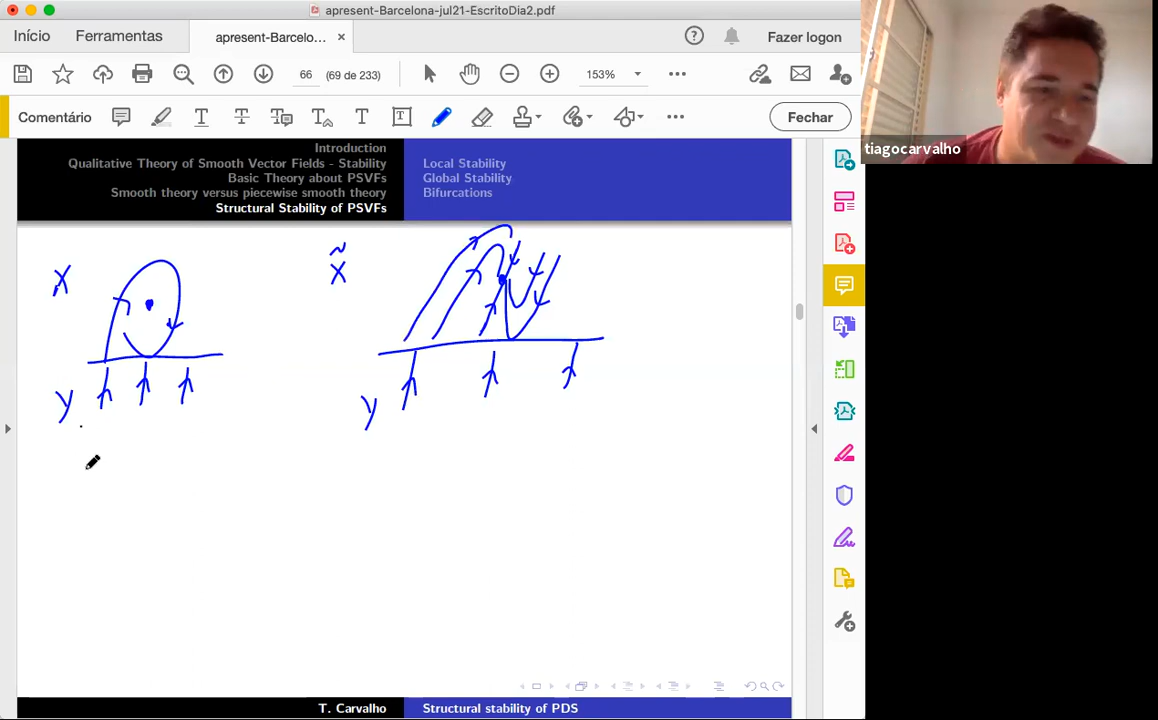 apresent-Barcelona-jul21-EscritoDia2.pdf
Início Ferramentas apresent-Barcelo... Fazer logon
66 (69 de 233) 153%
Comentário Fechar
tiagocarvalho
Introduction
Qualitative Theory of Smooth Vector Fields - Stability
Basic Theory about PSVFs
Smooth theory versus piecewise smooth theory
Structural Stability of PSVFs
Local Stability
Global Stability
Bifurcations
X X̃
Y Y
T. Carvalho Structural stability of PDS